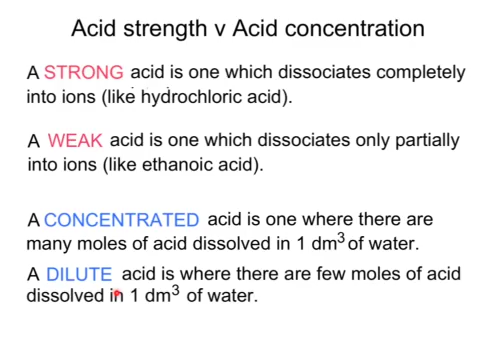 Acid strength v Acid concentration
A STRONG acid is one which dissociates completely
into ions (like hydrochloric acid).
A WEAK acid is one which dissociates only partially
into ions (like ethanoic acid).
A CONCENTRATED acid is one where there are
many moles of acid dissolved in 1 dm³ of water.
A DILUTE acid is where there are few moles of acid
dissolved in 1 dm³ of water.